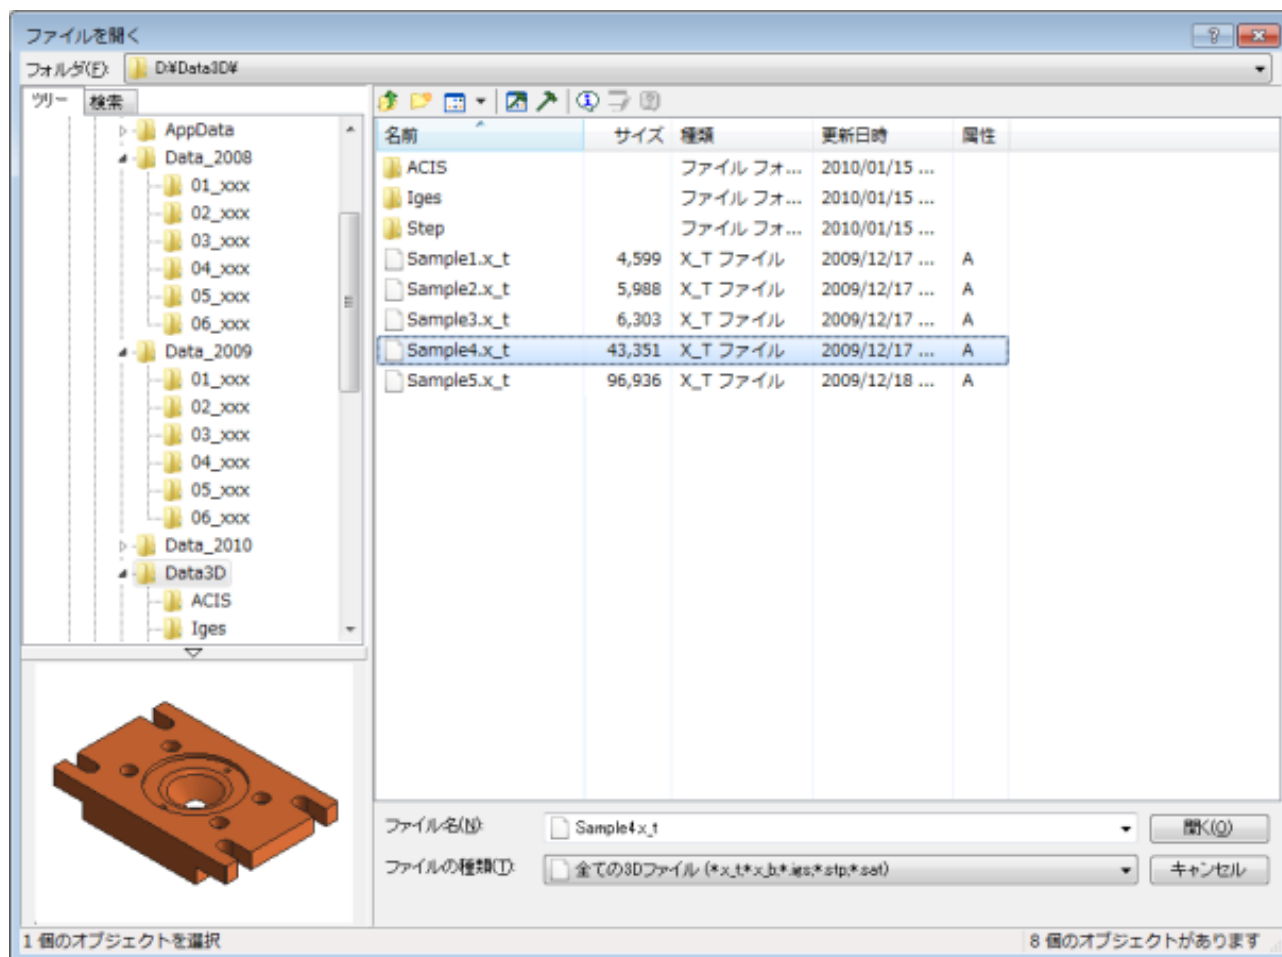 ファイルを開く
フォルダ(F): D:¥Data3D¥
ツリー 検索
AppData
Data_2008
01_xxx
02_xxx
03_xxx
04_xxx
05_xxx
06_xxx
Data_2009
01_xxx
02_xxx
03_xxx
04_xxx
05_xxx
06_xxx
Data_2010
Data3D
ACIS
Iges
名前 サイズ 種類 更新日時 属性
ACIS ファイル フォ... 2010/01/15 ...
Iges ファイル フォ... 2010/01/15 ...
Step ファイル フォ... 2010/01/15 ...
Sample1.x_t 4,599 X_T ファイル 2009/12/17 ... A
Sample2.x_t 5,988 X_T ファイル 2009/12/17 ... A
Sample3.x_t 6,303 X_T ファイル 2009/12/17 ... A
Sample4.x_t 43,351 X_T ファイル 2009/12/17 ... A
Sample5.x_t 96,936 X_T ファイル 2009/12/18 ... A
ファイル名(N): Sample4.x_t 開く(O)
ファイルの種類(T): 全ての3Dファイル (*.x_t;*.x_b;*.igs;*.stp;*.sat) キャンセル
1 個のオブジェクトを選択 8 個のオブジェクトがあります